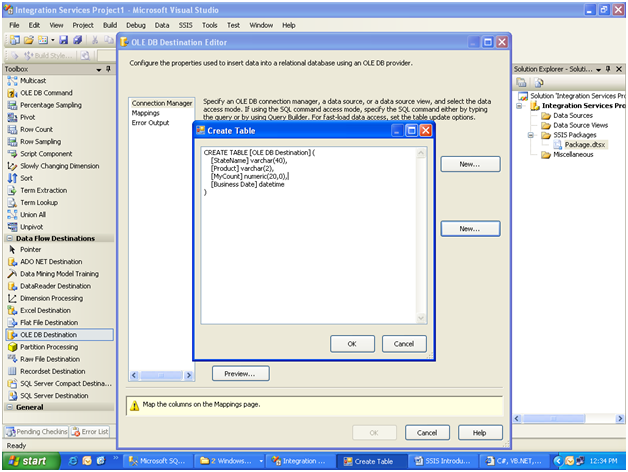 Integration Services Project1 - Microsoft Visual Studio
File Edit View Project Build Debug Data SSIS Tools Test Window Help
Build Style...
Toolbox
Multicast
OLE DB Command
Percentage Sampling
Pivot
Row Count
Row Sampling
Script Component
Slowly Changing Dimension
Sort
Term Extraction
Term Lookup
Union All
Unpivot
Data Flow Destinations
Pointer
ADO NET Destination
Data Mining Model Training
DataReader Destination
Dimension Processing
Excel Destination
Flat File Destination
OLE DB Destination
Partition Processing
Raw File Destination
Recordset Destination
SQL Server Compact Destina...
SQL Server Destination
General
Pending Checkins Error List
Ready
OLE DB Destination Editor
Configure the properties used to insert data into a relational database using an OLE DB provider.
Connection Manager
Mappings
Error Output
Specify an OLE DB connection manager, a data source, or a data source view, and select the data
access mode. If using the SQL command access mode, specify the SQL command either by typing
the query or by using Query Builder. For fast-load data access, set the table update options.
New...
New...
Preview...
Map the columns on the Mappings page.
OK Cancel Help
Create Table
CREATE TABLE [OLE DB Destination] (
[StateName] varchar(40),
[Product] varchar(2),
[MyCount] numeric(20,0),
[Business Date] datetime
)
OK Cancel
Solution Explorer - Soluti...
Solution 'Integration Services Pro
Integration Services Pro
Data Sources
Data Source Views
SSIS Packages
Package.dtsx
Miscellaneous
start
Microsoft SQ...
2 Windows...
Integration ...
Create Table
SSIS Introdu...
C#, VB.NET,...
12:34 PM